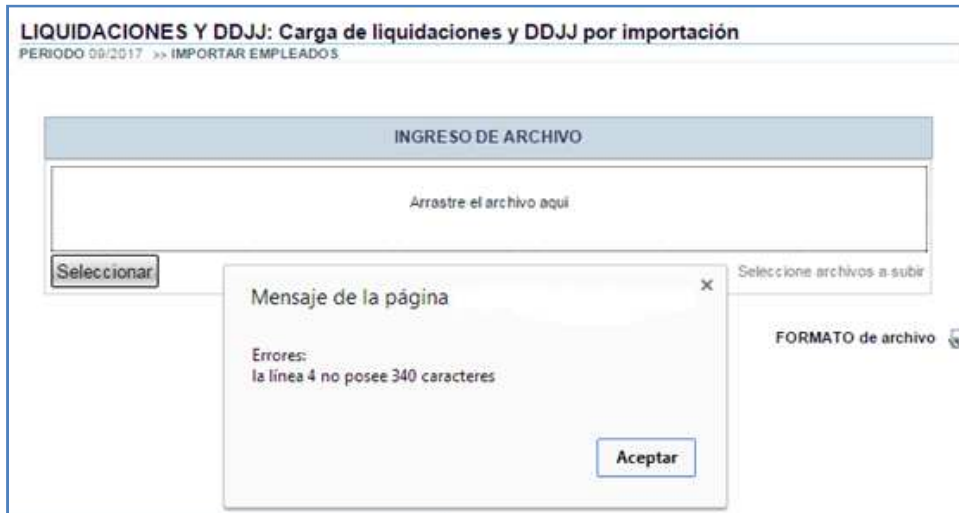 LIQUIDACIONES Y DDJJ: Carga de liquidaciones y DDJJ por importación
PERIODO 09/2017 >> IMPORTAR EMPLEADOS
INGRESO DE ARCHIVO
Arrastre el archivo aqui
Seleccionar
Seleccione archivos a subir
Mensaje de la página
×
Errores:
la línea 4 no posee 340 caracteres
FORMATO de archivo
Aceptar